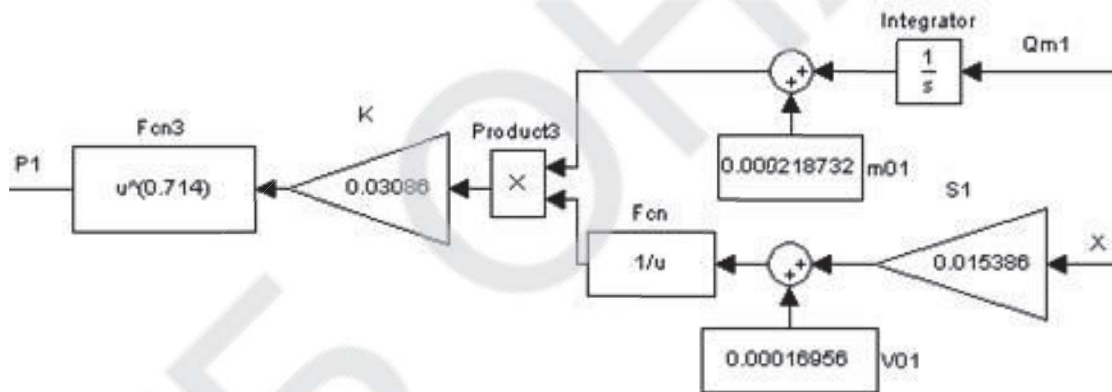 Integrator
Qm1
1
s
Fcn3
K
Product3
P1
u^(0.714)
0.03086
X
0.000218732
m01
S1
Fcn
1/u
0.015386
X
0.00016956
V01